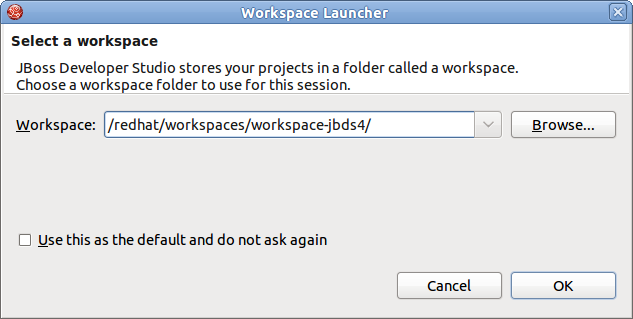 Workspace Launcher
Select a workspace
JBoss Developer Studio stores your projects in a folder called a workspace.
Choose a workspace folder to use for this session.
Workspace: /redhat/workspaces/workspace-jbds4/ Browse...
Use this as the default and do not ask again
Cancel OK